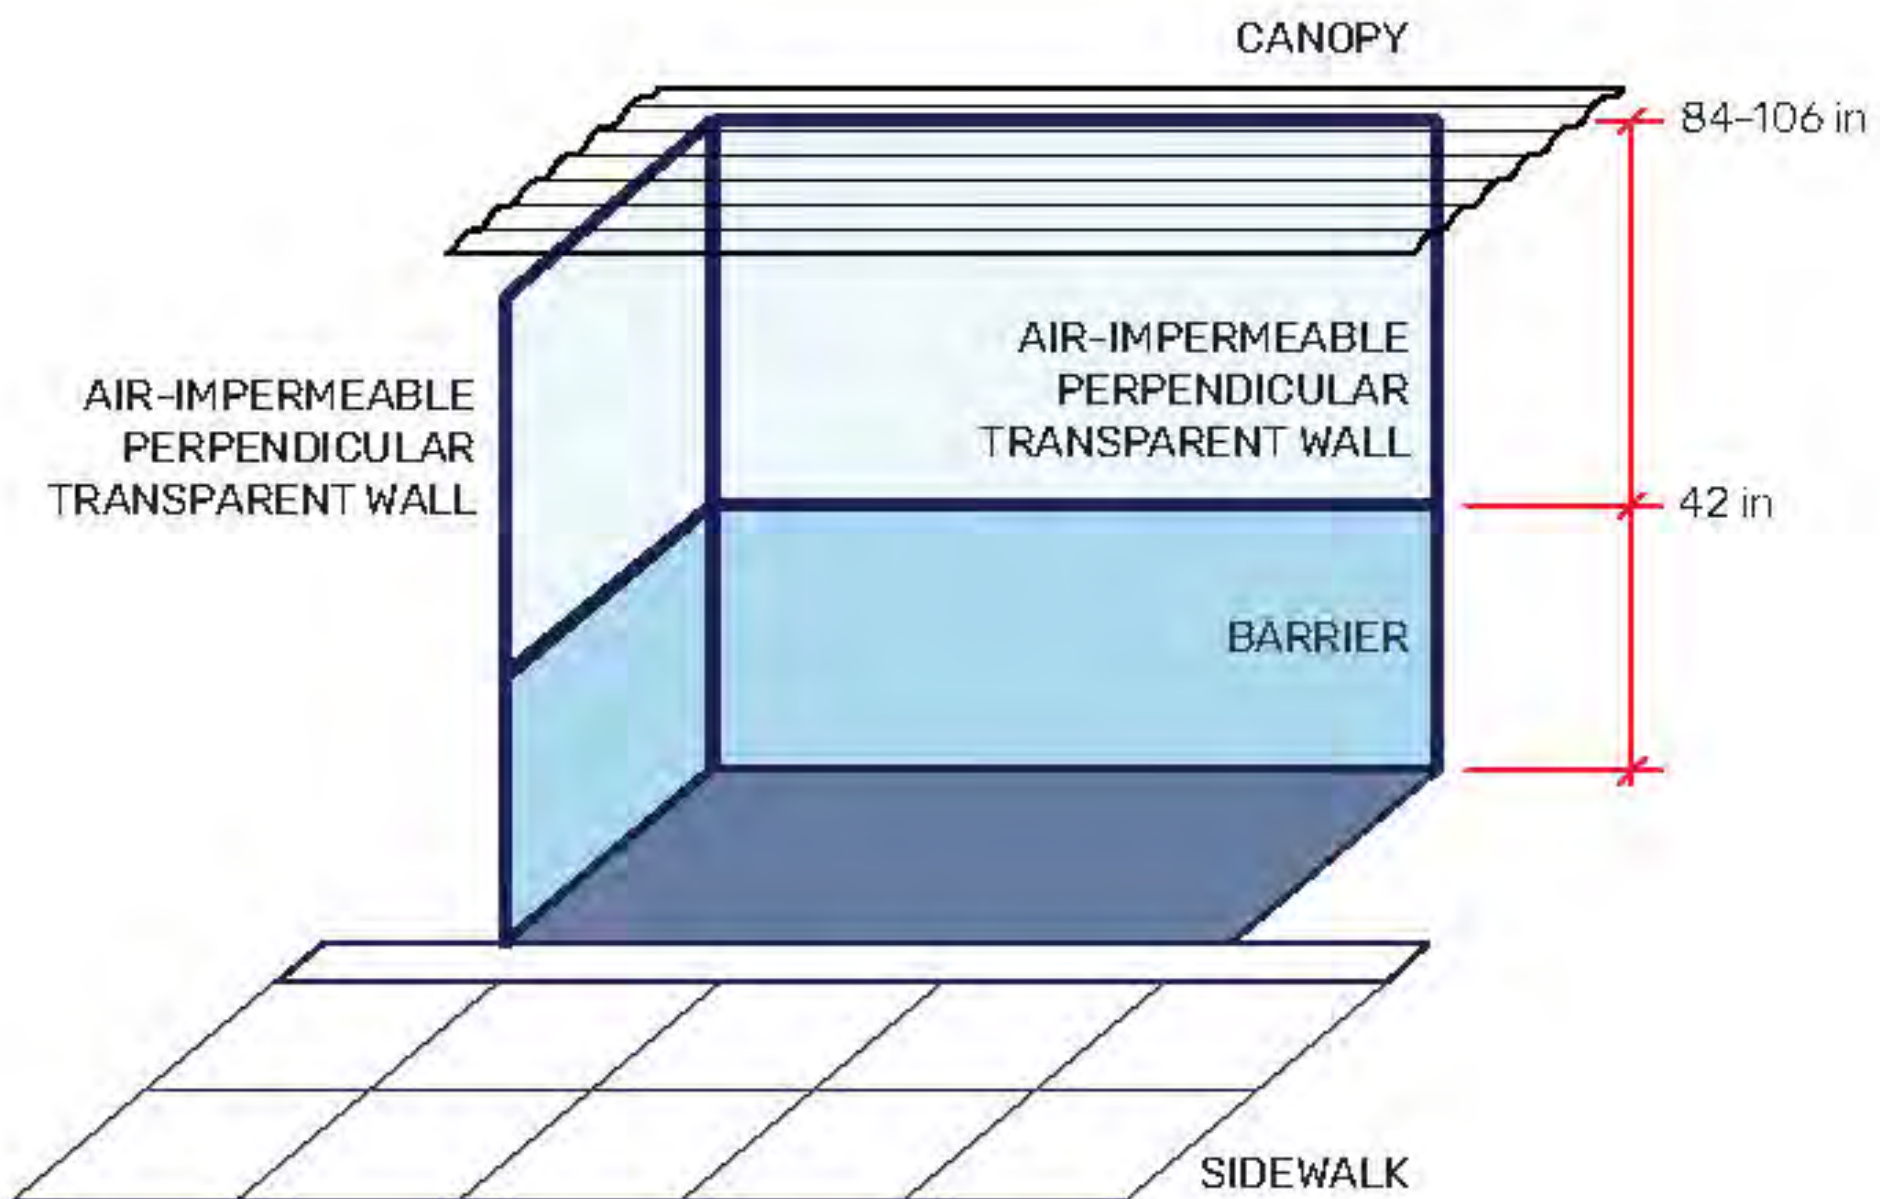 CANOPY
84–106 in
AIR-IMPERMEABLE
PERPENDICULAR
TRANSPARENT WALL
AIR-IMPERMEABLE
PERPENDICULAR
TRANSPARENT WALL
42 in
BARRIER
SIDEWALK